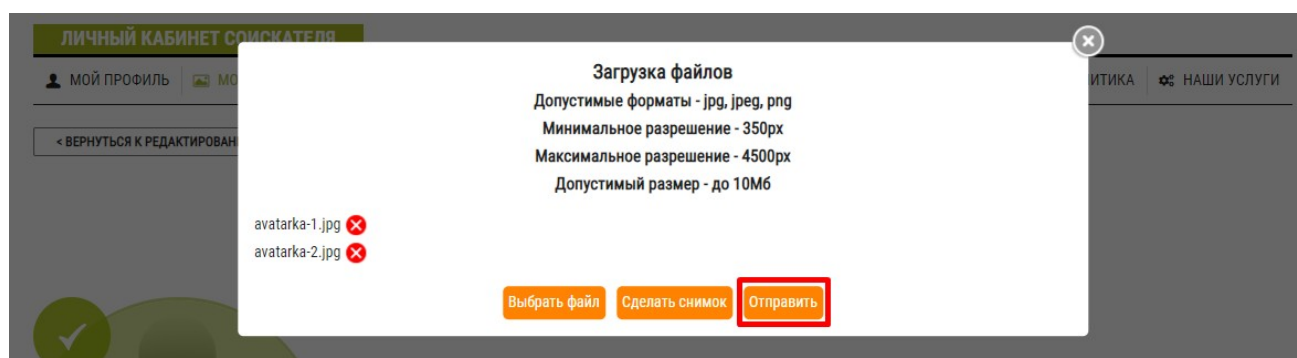 ЛИЧНЫЙ КАБИНЕТ СОИСКАТЕЛЯ
МОЙ ПРОФИЛЬ МО ИТИКА НАШИ УСЛУГИ
< ВЕРНУТЬСЯ К РЕДАКТИРОВАН
Загрузка файлов
Допустимые форматы - jpg, jpeg, png
Минимальное разрешение - 350px
Максимальное разрешение - 4500px
Допустимый размер - до 10Мб
avatarka-1.jpg
avatarka-2.jpg
Выбрать файл Сделать снимок Отправить